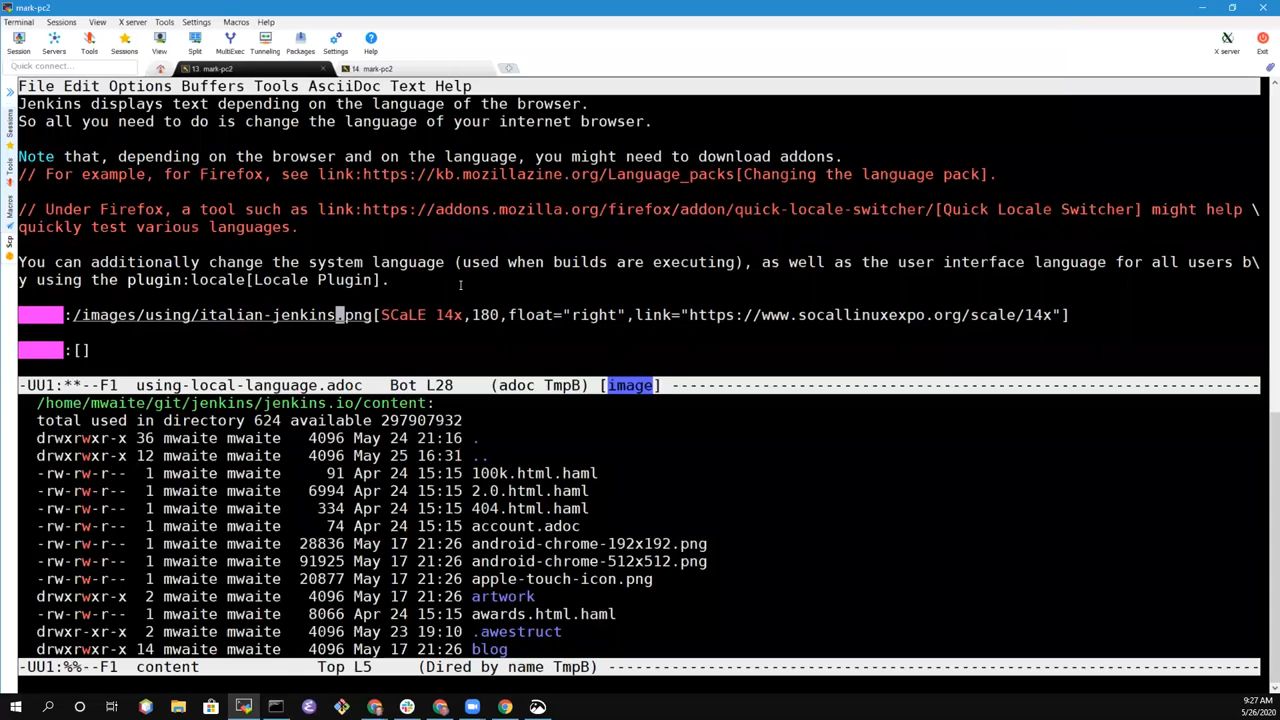 mark-pc2
Terminal Sessions View X server Tools Settings Macros Help
Session Servers Tools Sessions View Split MultiExec Tunneling Packages Settings Help X server Exit
Quick connect...
13. mark-pc2
14. mark-pc2
Sessions
Tools
Macros
Scp
File Edit Options Buffers Tools AsciiDoc Text Help
Jenkins displays text depending on the language of the browser.
So all you need to do is change the language of your internet browser.
Note that, depending on the browser and on the language, you might need to download addons.
// For example, for Firefox, see link:https://kb.mozillazine.org/Language_packs[Changing the language pack].
// Under Firefox, a tool such as link:https://addons.mozilla.org/firefox/addon/quick-locale-switcher/[Quick Locale Switcher] might help \
quickly test various languages.
You can additionally change the system language (used when builds are executing), as well as the user interface language for all users b\
y using the plugin:locale[Locale Plugin].
:/images/using/italian-jenkins.png[SCaLE 14x,180,float="right",link="https://www.socallinuxexpo.org/scale/14x"]
:[]
-UU1:**--F1 using-local-language.adoc Bot L28 (adoc TmpB) [image] ------------------------------------------------------------------
/home/mwaite/git/jenkins/jenkins.io/content:
total used in directory 624 available 297907932
drwxrwxr-x 36 mwaite mwaite 4096 May 24 21:16 .
drwxrwxr-x 12 mwaite mwaite 4096 May 25 16:31 ..
-rw-rw-r-- 1 mwaite mwaite 91 Apr 24 15:15 100k.html.haml
-rw-rw-r-- 1 mwaite mwaite 6994 Apr 24 15:15 2.0.html.haml
-rw-rw-r-- 1 mwaite mwaite 334 Apr 24 15:15 404.html.haml
-rw-rw-r-- 1 mwaite mwaite 74 Apr 24 15:15 account.adoc
-rw-rw-r-- 1 mwaite mwaite 28836 May 17 21:26 android-chrome-192x192.png
-rw-rw-r-- 1 mwaite mwaite 91925 May 17 21:26 android-chrome-512x512.png
-rw-rw-r-- 1 mwaite mwaite 20877 May 17 21:26 apple-touch-icon.png
drwxrwxr-x 2 mwaite mwaite 4096 May 17 21:26 artwork
-rw-rw-r-- 1 mwaite mwaite 8066 Apr 24 15:15 awards.html.haml
drwxr-xr-x 2 mwaite mwaite 4096 May 23 19:10 .awestruct
drwxrwxr-x 14 mwaite mwaite 4096 May 17 21:26 blog
-UU1:%%--F1 content Top L5 (Dired by name TmpB) -------------------------------------------------------------------------
9:27 AM
5/26/2020